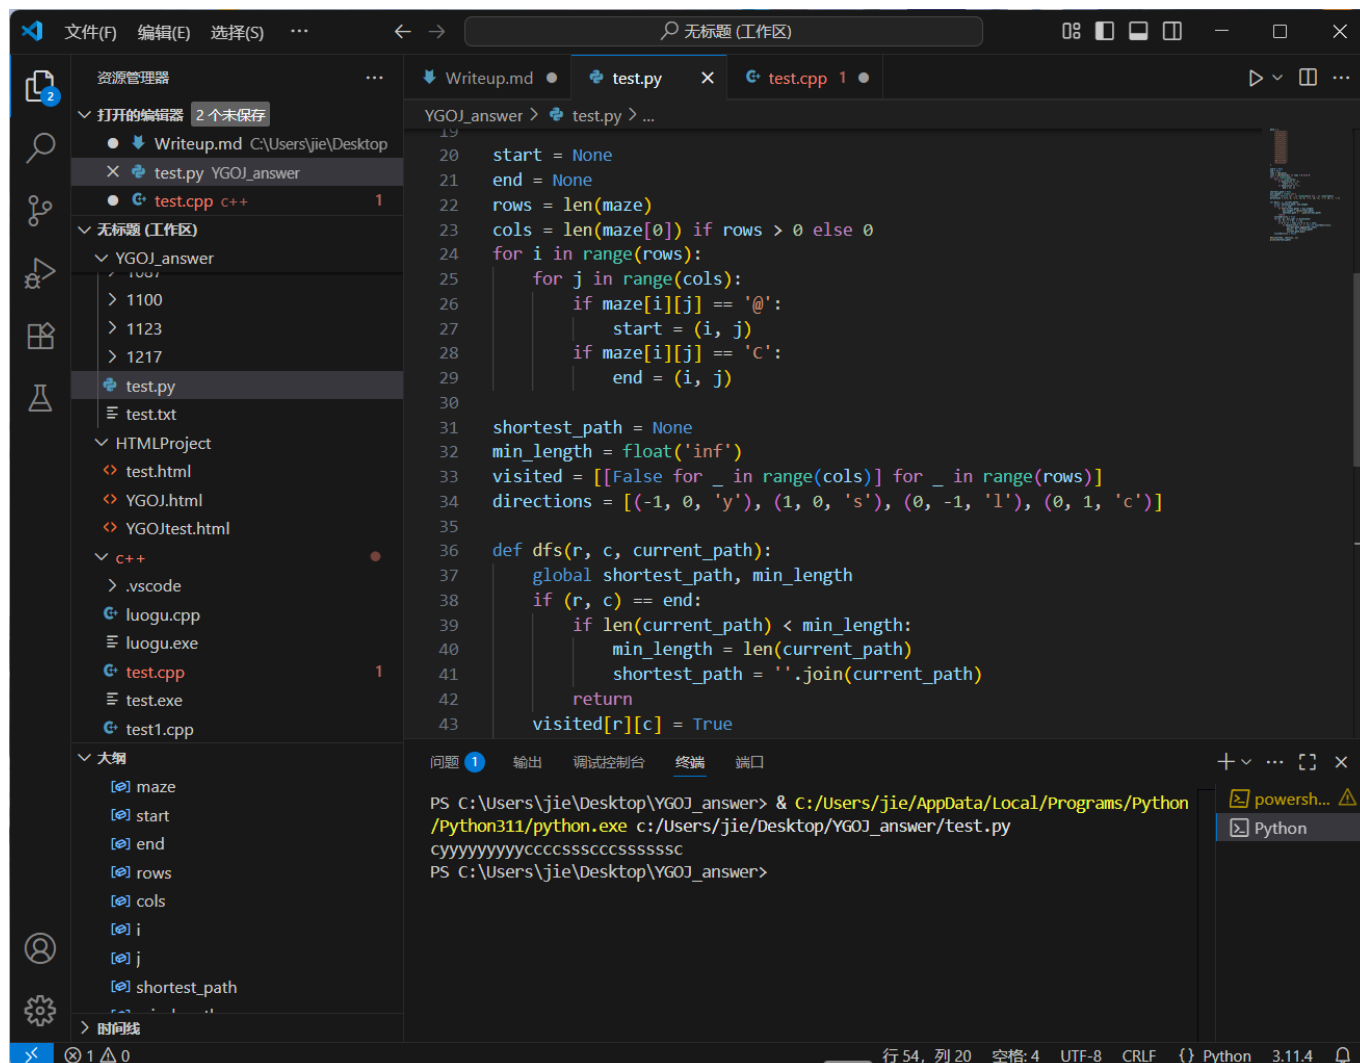 文件(F) 编辑(E) 选择(S) ··· ← → 无标题 (工作区)
资源管理器 ···
打开的编辑器 2 个未保存
Writeup.md C:\Users\jie\Desktop
test.py YGOJ_answer
test.cpp c++ 1
无标题 (工作区)
YGOJ_answer
1087
1100
1123
1217
test.py
test.txt
HTMLProject
test.html
YGOJ.html
YGOJtest.html
c++
.vscode
luogu.cpp
luogu.exe
test.cpp 1
test.exe
test1.cpp
大纲
maze
start
end
rows
cols
i
j
shortest_path
时间线
2
Writeup.md test.py test.cpp 1
YGOJ_answer > test.py > ...
19
20 start = None
21 end = None
22 rows = len(maze)
23 cols = len(maze[0]) if rows > 0 else 0
24 for i in range(rows):
25     for j in range(cols):
26         if maze[i][j] == '@':
27             start = (i, j)
28         if maze[i][j] == 'C':
29             end = (i, j)
30
31 shortest_path = None
32 min_length = float('inf')
33 visited = [[False for _ in range(cols)] for _ in range(rows)]
34 directions = [(-1, 0, 'y'), (1, 0, 's'), (0, -1, 'l'), (0, 1, 'c')]
35
36 def dfs(r, c, current_path):
37     global shortest_path, min_length
38     if (r, c) == end:
39         if len(current_path) < min_length:
40             min_length = len(current_path)
41             shortest_path = ''.join(current_path)
42         return
43     visited[r][c] = True
问题 1 输出 调试控制台 终端 端口
PS C:\Users\jie\Desktop\YGOJ_answer> & C:/Users/jie/AppData/Local/Programs/Python
/Python311/python.exe c:/Users/jie/Desktop/YGOJ_answer/test.py
cyyyyyyyyyccccssscccsssssssc
PS C:\Users\jie\Desktop\YGOJ_answer>
powersh...
Python
1 0 行 54, 列 20 空格: 4 UTF-8 CRLF {} Python 3.11.4